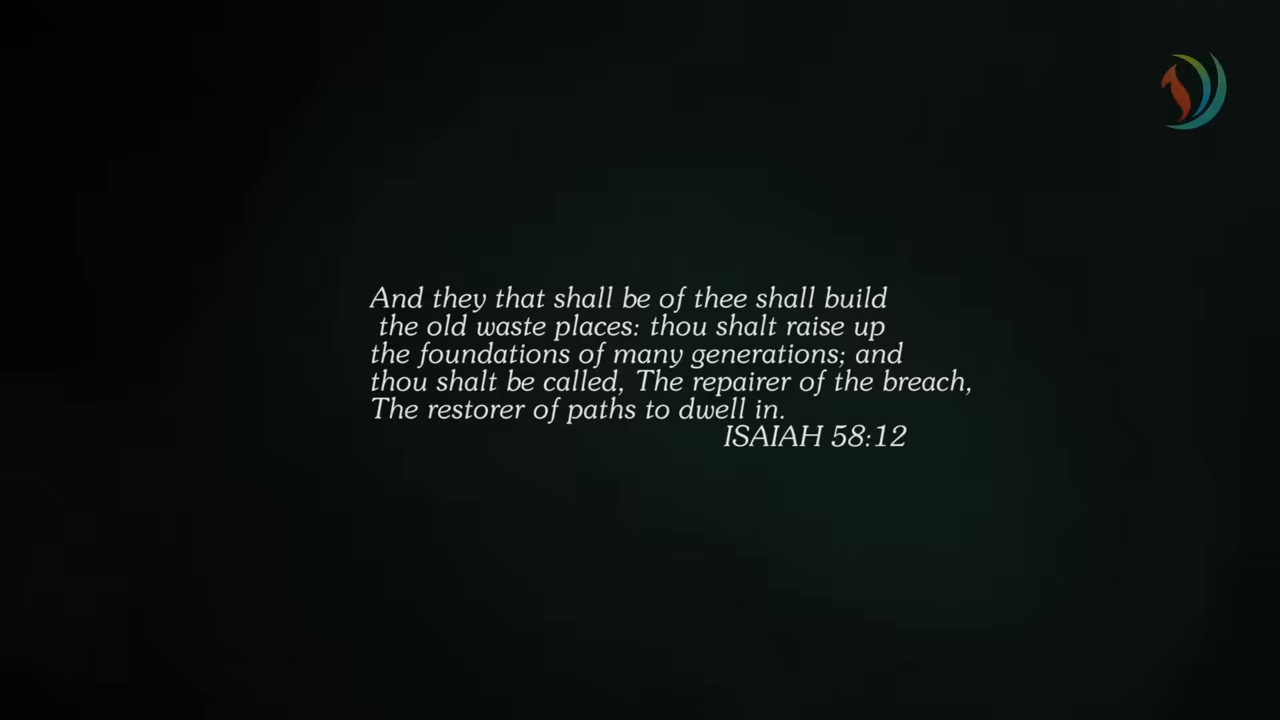 And they that shall be of thee shall build
the old waste places: thou shalt raise up
the foundations of many generations; and
thou shalt be called, The repairer of the breach,
The restorer of paths to dwell in.
ISAIAH 58:12